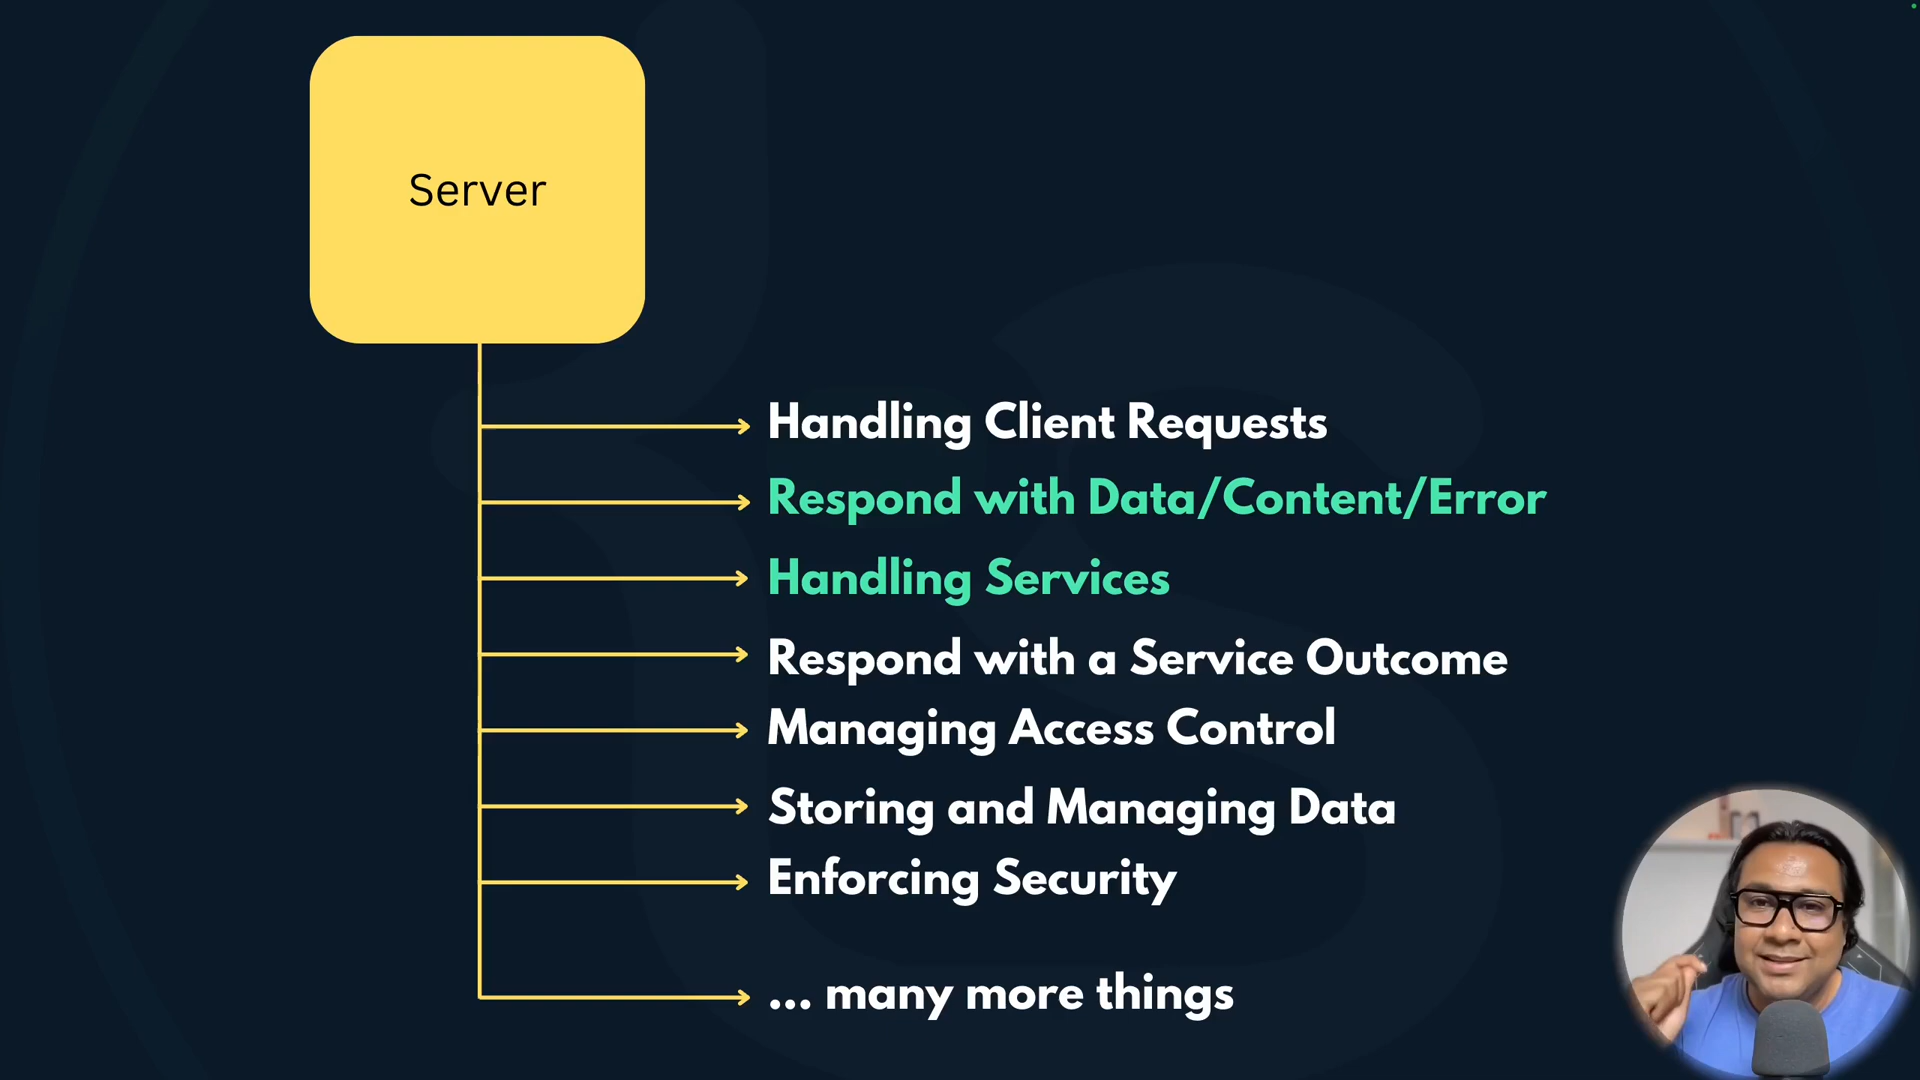 Server
Handling Client Requests
Respond with Data/Content/Error
Handling Services
Respond with a Service Outcome
Managing Access Control
Storing and Managing Data
Enforcing Security
... many more things